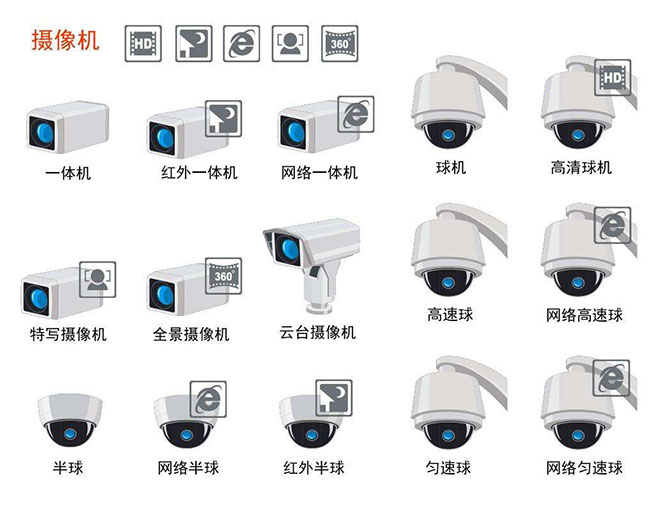 摄像机 HD e 360°
HD
一体机 红外一体机 网络一体机 球机 高清球机
360°
特写摄像机 全景摄像机 云台摄像机 高速球 网络高速球
半球 网络半球 红外半球 匀速球 网络匀速球